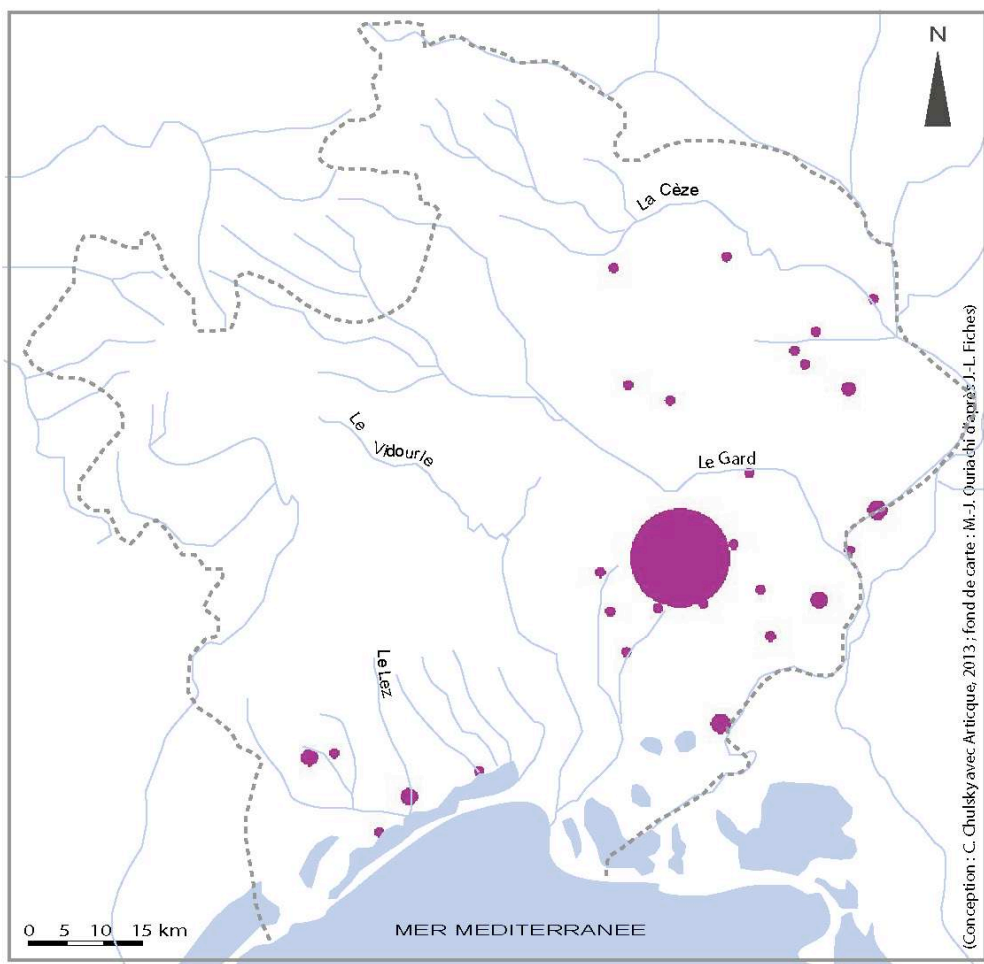 N
La Cèze
Le Vidourle
Le Gard
Le Lez
0 5 10 15 km
MER MEDITERRANEE
(Conception : C. Chulsky avec Articque, 2013 ; fond de carte : M.-J. Ouriachi d'après J.-L. Fiches)